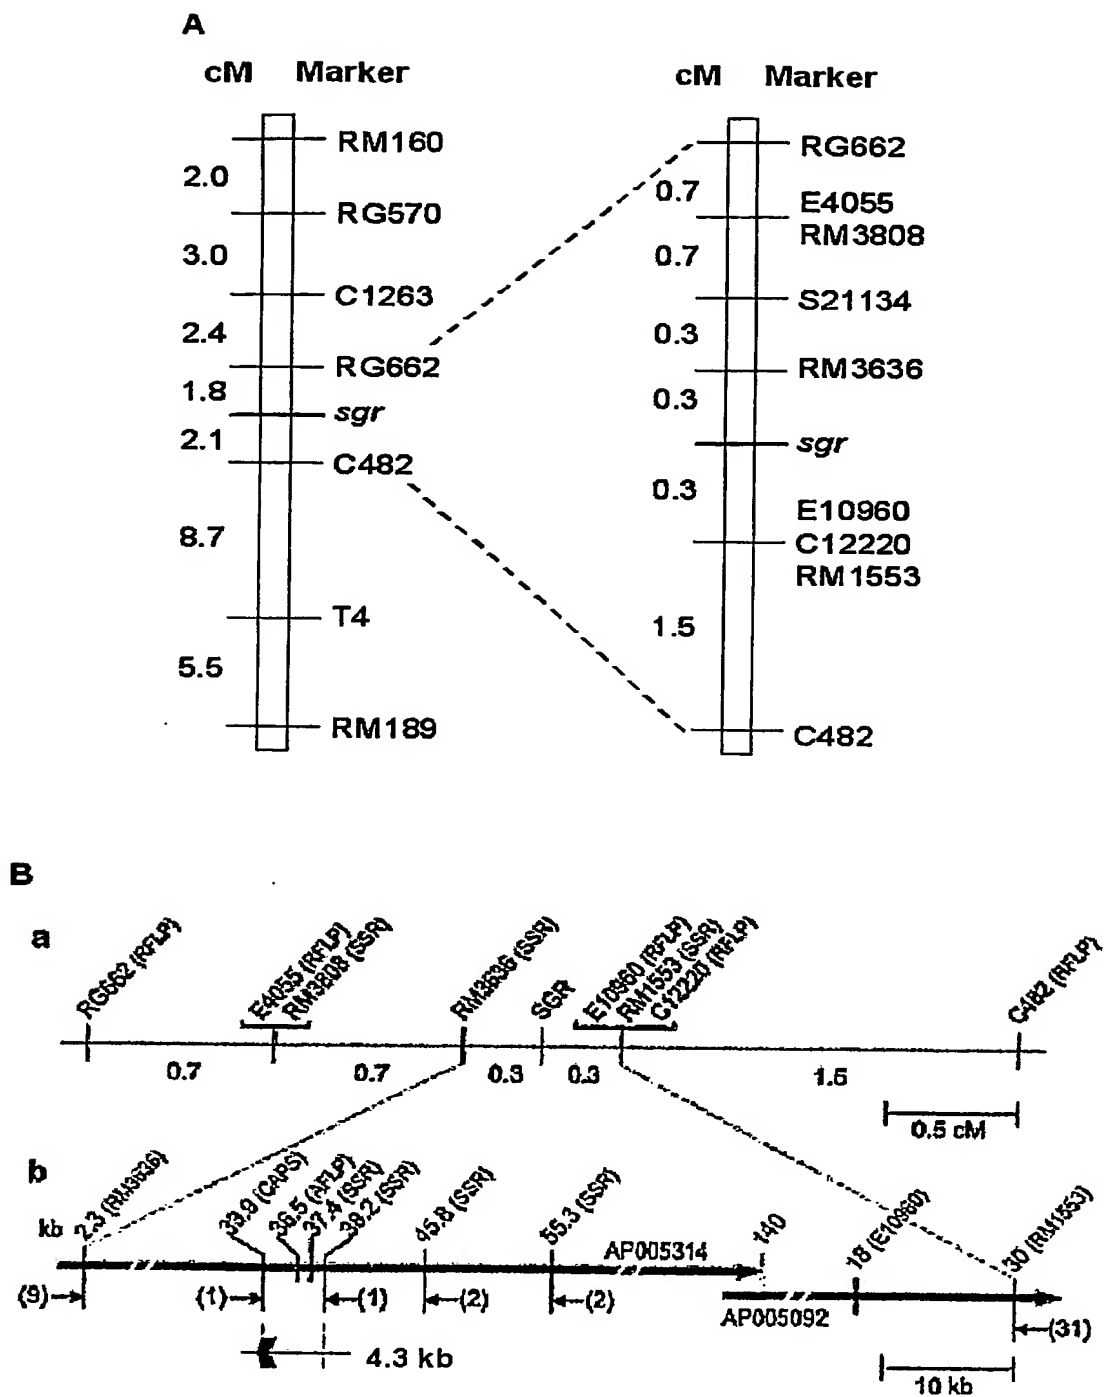 A
cM Marker
RM160
2.0
RG570
3.0
C1263
2.4
RG662
1.8
sgr
2.1
C482
8.7
T4
5.5
RM189
cM Marker
RG662
0.7
E4055
RM3808
0.7
S21134
0.3
RM3636
0.3
sgr
0.3
E10960
C12220
RM1553
1.5
C482
B
a
RG662 (RFLP)
E4055 (RFLP)
RM3808 (SSR)
RM3636 (SSR)
SGR
E10960 (RFLP)
RM1553 (SSR)
C12220 (RFLP)
C482 (RFLP)
0.7 0.7 0.3 0.3 1.5
0.5 cM
b
kb
2.3 (RM3636)
33.9 (CAPS)
36.5 (AFLP)
37.4 (SSR)
38.2 (SSR)
45.8 (SSR)
55.3 (SSR)
AP005314
140
18 (E10960)
30 (RM1553)
(9) (1) (1) (2) (2)
AP005092
(31)
4.3 kb
10 kb